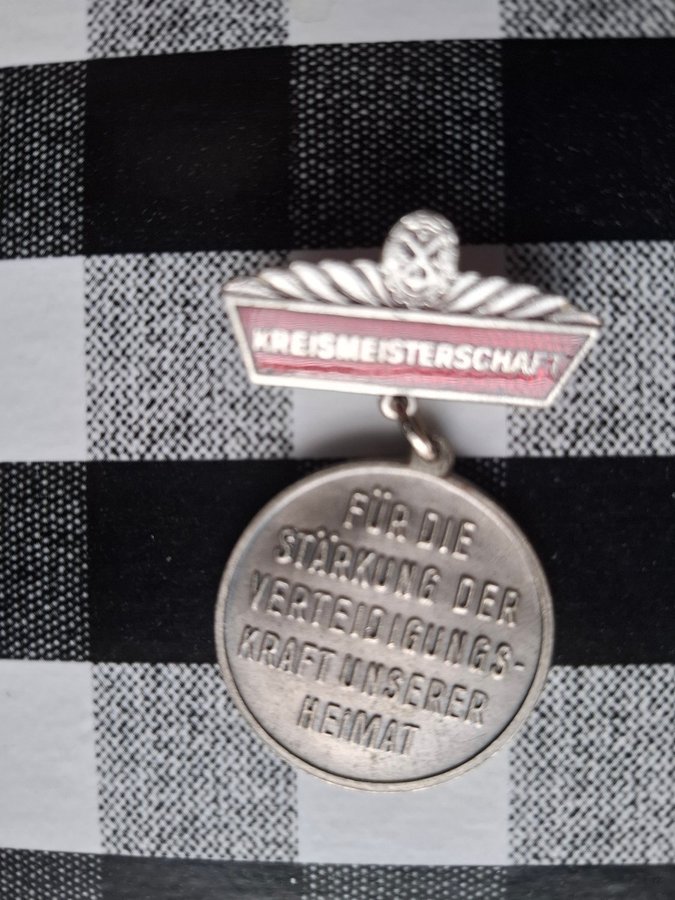 KREISMEISTERSCHAFT
FÜR DIE
STÄRKUNG DER
VERTEIDIGUNGS-
KRAFT UNSERER
HEIMAT